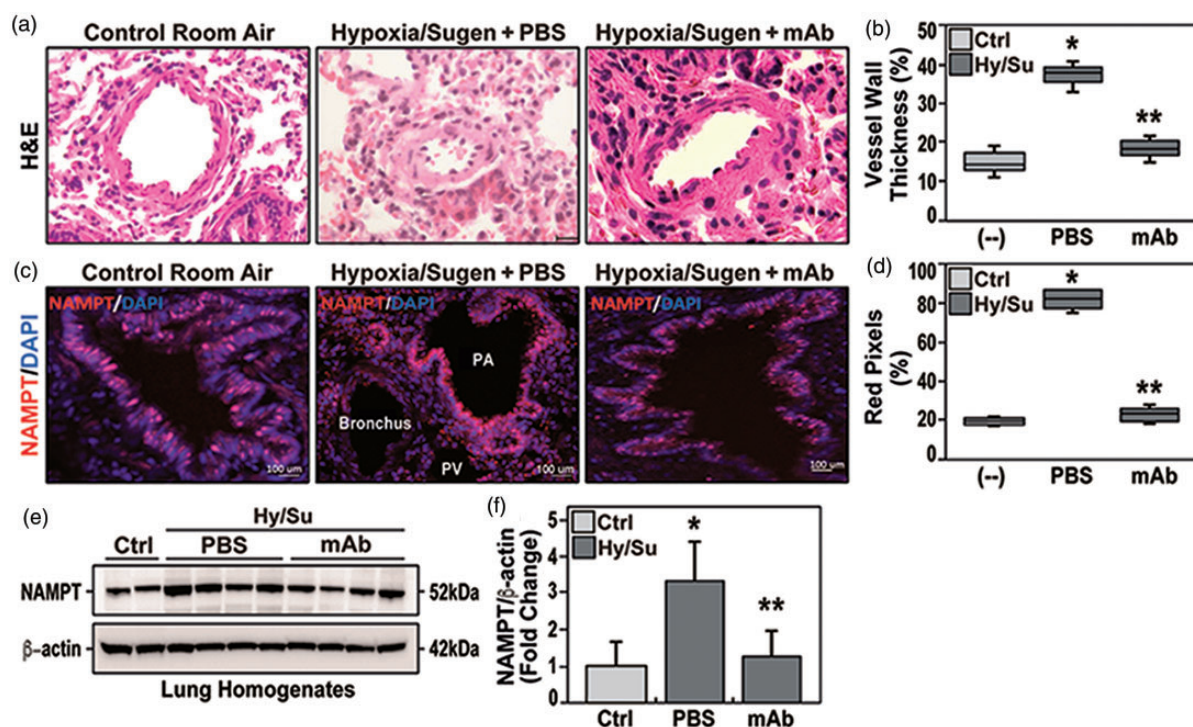 (a)
Control Room Air
Hypoxia/Sugen + PBS
Hypoxia/Sugen + mAb
H&E
(b)
Vessel Wall
Thickness (%)
50
40
30
20
10
0
Ctrl
Hy/Su
*
**
(--)
PBS
mAb
(c)
Control Room Air
Hypoxia/Sugen + PBS
Hypoxia/Sugen + mAb
NAMPT/DAPI
NAMPT/DAPI
100 um
NAMPT/DAPI
PA
Bronchus
PV
100 um
NAMPT/DAPI
100 um
(d)
Red Pixels
(%)
100
80
60
40
20
0
Ctrl
Hy/Su
*
**
(--)
PBS
mAb
(e)
Hy/Su
Ctrl
PBS
mAb
NAMPT
52kDa
β-actin
42kDa
Lung Homogenates
(f)
NAMPT/β-actin
(Fold Change)
5
4
3
2
1
0
Ctrl
Hy/Su
*
**
Ctrl
PBS
mAb